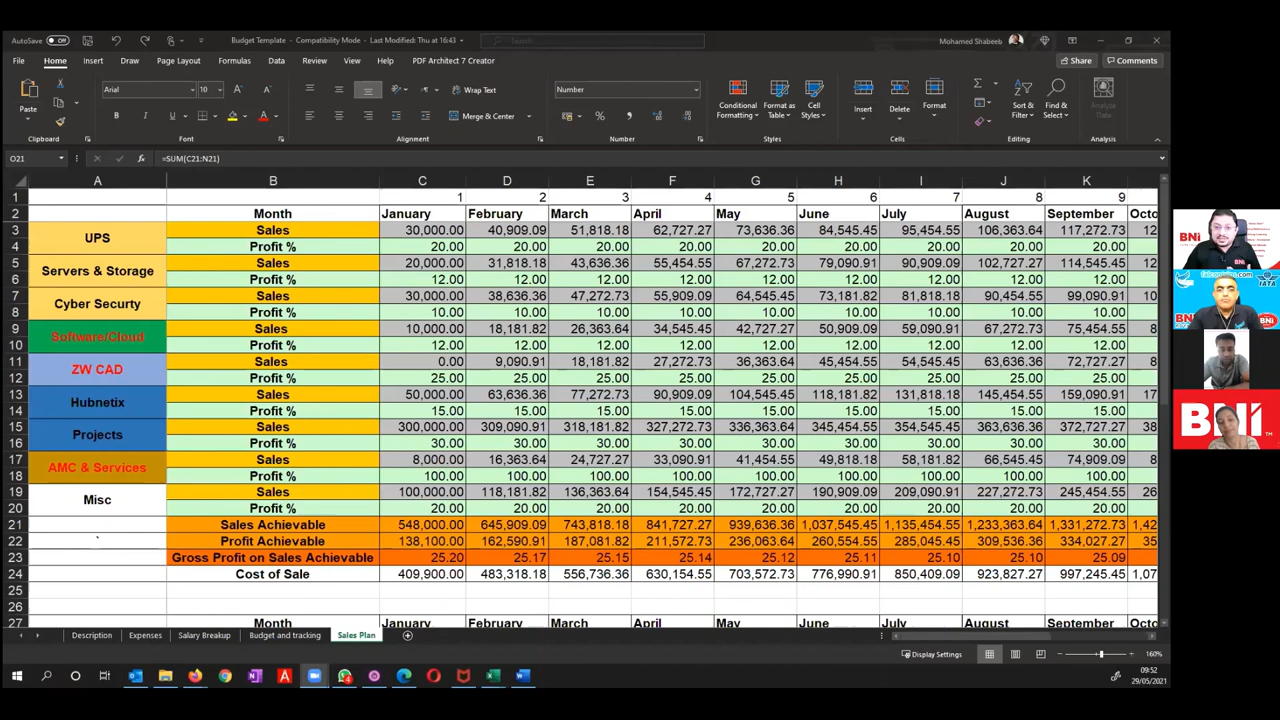 AutoSave Off Budget Template - Compatibility Mode - Last Modified: Thu at 16:43 Search Mohamed Shabeeb
File Home Insert Draw Page Layout Formulas Data Review View Help PDF Architect 7 Creator Share Comments
Paste Arial 10 Wrap Text Merge & Center Number Conditional Formatting Format as Table Cell Styles Insert Delete Format Sort & Filter Find & Select Analyze Data
Clipboard Font Alignment Number Styles Cells Editing Analysis
O21 fx =SUM(C21:N21)
A B C D E F G H I J K
1 1 2 3 4 5 6 7 8 9
2 Month January February March April May June July August September Octo
3 UPS Sales 30,000.00 40,909.09 51,818.18 62,727.27 73,636.36 84,545.45 95,454.55 106,363.64 117,272.73 12
4 Profit % 20.00 20.00 20.00 20.00 20.00 20.00 20.00 20.00 20.00
5 Servers & Storage Sales 20,000.00 31,818.18 43,636.36 55,454.55 67,272.73 79,090.91 90,909.09 102,727.27 114,545.45 12
6 Profit % 12.00 12.00 12.00 12.00 12.00 12.00 12.00 12.00 12.00
7 Cyber Securty Sales 30,000.00 38,636.36 47,272.73 55,909.09 64,545.45 73,181.82 81,818.18 90,454.55 99,090.91 10
8 Profit % 10.00 10.00 10.00 10.00 10.00 10.00 10.00 10.00 10.00
9 Software/Cloud Sales 10,000.00 18,181.82 26,363.64 34,545.45 42,727.27 50,909.09 59,090.91 67,272.73 75,454.55 8
10 Profit % 12.00 12.00 12.00 12.00 12.00 12.00 12.00 12.00 12.00
11 ZW CAD Sales 0.00 9,090.91 18,181.82 27,272.73 36,363.64 45,454.55 54,545.45 63,636.36 72,727.27 8
12 Profit % 25.00 25.00 25.00 25.00 25.00 25.00 25.00 25.00 25.00
13 Hubnetix Sales 50,000.00 63,636.36 77,272.73 90,909.09 104,545.45 118,181.82 131,818.18 145,454.55 159,090.91 17
14 Profit % 15.00 15.00 15.00 15.00 15.00 15.00 15.00 15.00 15.00
15 Projects Sales 300,000.00 309,090.91 318,181.82 327,272.73 336,363.64 345,454.55 354,545.45 363,636.36 372,727.27 38
16 Profit % 30.00 30.00 30.00 30.00 30.00 30.00 30.00 30.00 30.00
17 AMC & Services Sales 8,000.00 16,363.64 24,727.27 33,090.91 41,454.55 49,818.18 58,181.82 66,545.45 74,909.09 8
18 Profit % 100.00 100.00 100.00 100.00 100.00 100.00 100.00 100.00 100.00
19 Misc Sales 100,000.00 118,181.82 136,363.64 154,545.45 172,727.27 190,909.09 209,090.91 227,272.73 245,454.55 26
20 Profit % 20.00 20.00 20.00 20.00 20.00 20.00 20.00 20.00 20.00
21 Sales Achievable 548,000.00 645,909.09 743,818.18 841,727.27 939,636.36 1,037,545.45 1,135,454.55 1,233,363.64 1,331,272.73 1,42
22 ` Profit Achievable 138,100.00 162,590.91 187,081.82 211,572.73 236,063.64 260,554.55 285,045.45 309,536.36 334,027.27 35
23 Gross Profit on Sales Achievable 25.20 25.17 25.15 25.14 25.12 25.11 25.10 25.10 25.09
24 Cost of Sale 409,900.00 483,318.18 556,736.36 630,154.55 703,572.73 776,990.91 850,409.09 923,827.27 997,245.45 1,07
25
26
27 Month January February March April May June July August September Octo
Description Expenses Salary Breakup Budget and tracking Sales Plan
Display Settings 160%
09:52
29/05/2021
BNI
IATA
BNI
BNI